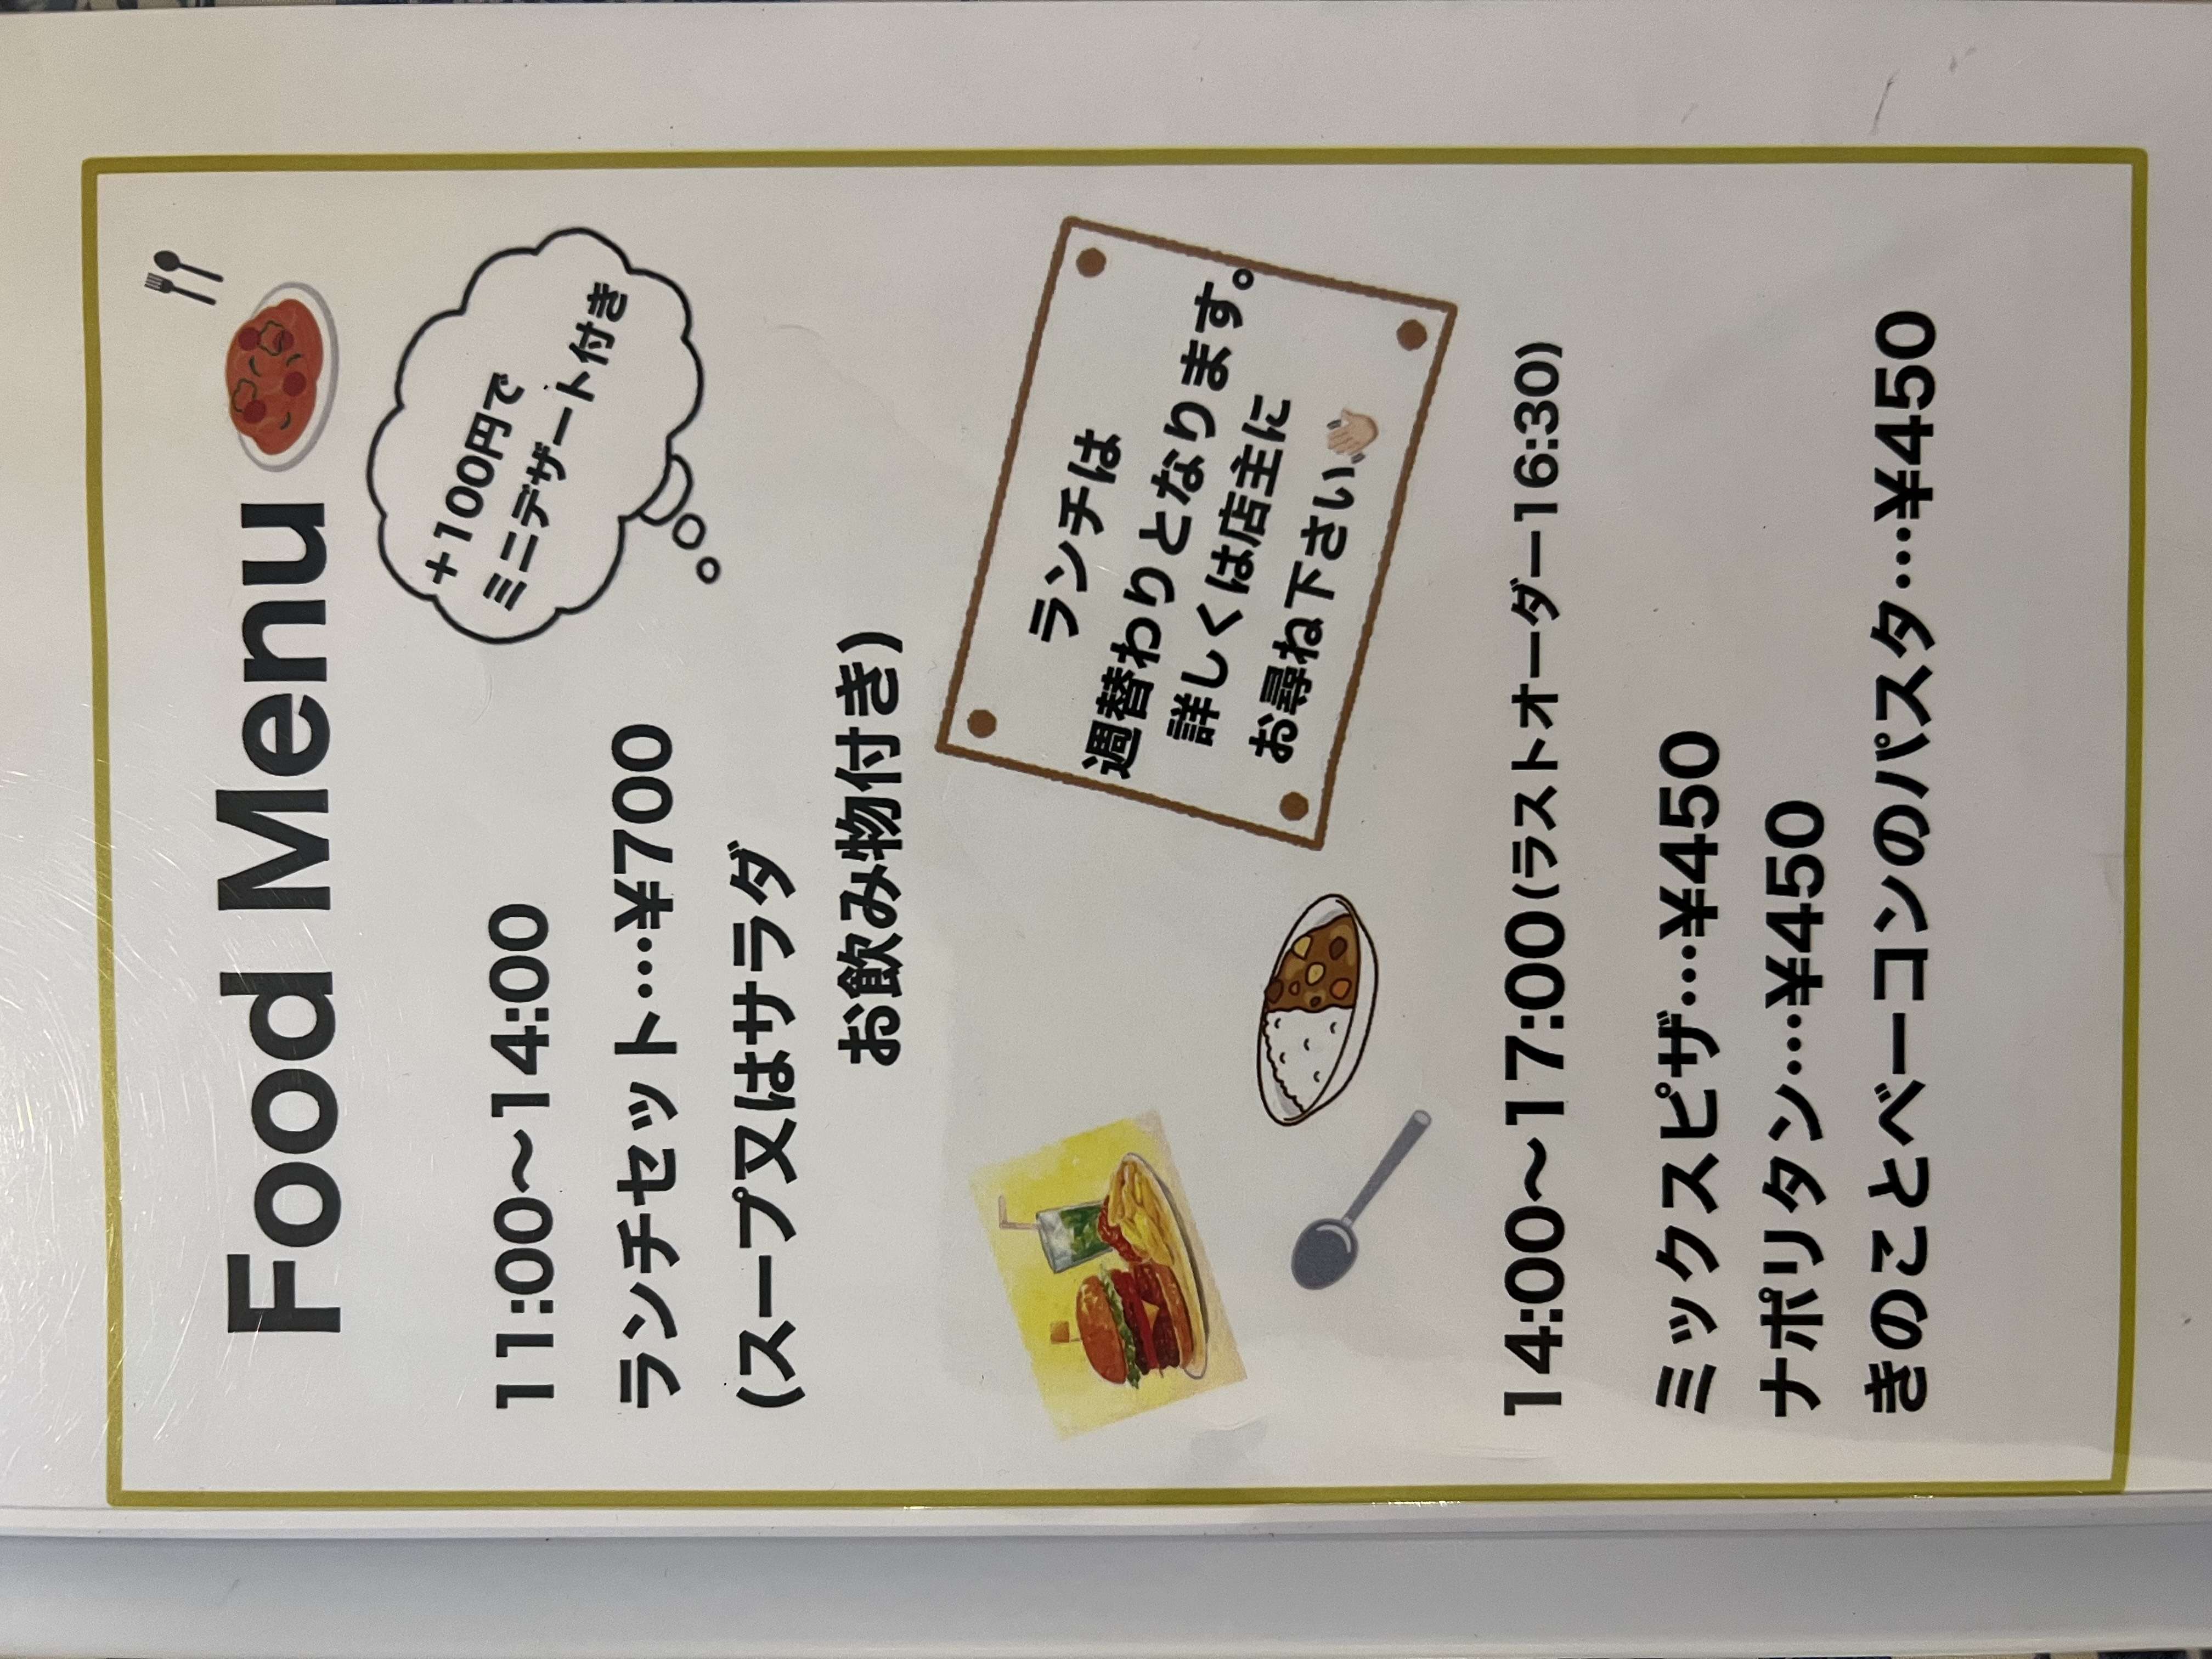 Food Menu
+100円で
ミニデザート付き
11:00〜14:00
ランチセット…¥700
(スープ又はサラダ
お飲み物付き)
ランチは
週替わりとなります。
詳しくは店主に
お尋ね下さい👋🏻
14:00〜17:00(ラストオーダー16:30)
ミックスピザ…¥450
ナポリタン…¥450
きのことベーコンのパスタ…¥450